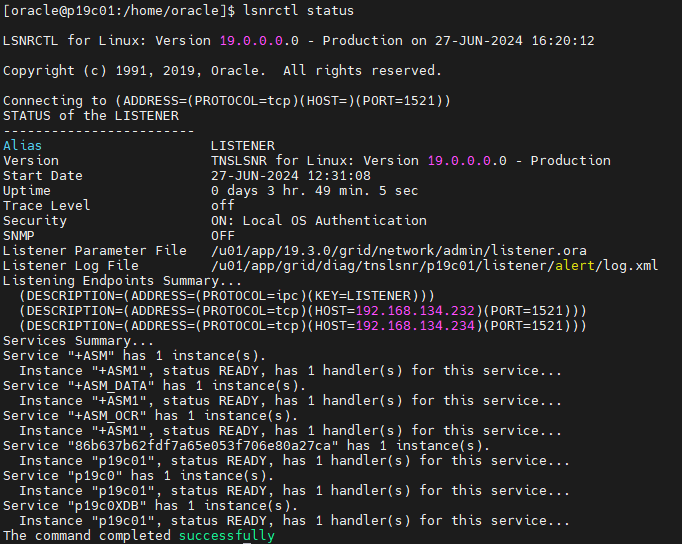 [oracle@p19c01:/home/oracle]$ lsnrctl status
LSNRCTL for Linux: Version 19.0.0.0.0 - Production on 27-JUN-2024 16:20:12
Copyright (c) 1991, 2019, Oracle.  All rights reserved.
Connecting to (ADDRESS=(PROTOCOL=tcp)(HOST=)(PORT=1521))
STATUS of the LISTENER
------------------------
Alias                     LISTENER
Version                   TNSLSNR for Linux: Version 19.0.0.0.0 - Production
Start Date                27-JUN-2024 12:31:08
Uptime                    0 days 3 hr. 49 min. 5 sec
Trace Level               off
Security                  ON: Local OS Authentication
SNMP                      OFF
Listener Parameter File   /u01/app/19.3.0/grid/network/admin/listener.ora
Listener Log File         /u01/app/grid/diag/tnslsnr/p19c01/listener/alert/log.xml
Listening Endpoints Summary...
  (DESCRIPTION=(ADDRESS=(PROTOCOL=ipc)(KEY=LISTENER)))
  (DESCRIPTION=(ADDRESS=(PROTOCOL=tcp)(HOST=192.168.134.232)(PORT=1521)))
  (DESCRIPTION=(ADDRESS=(PROTOCOL=tcp)(HOST=192.168.134.234)(PORT=1521)))
Services Summary...
Service "+ASM" has 1 instance(s).
  Instance "+ASM1", status READY, has 1 handler(s) for this service...
Service "+ASM_DATA" has 1 instance(s).
  Instance "+ASM1", status READY, has 1 handler(s) for this service...
Service "+ASM_OCR" has 1 instance(s).
  Instance "+ASM1", status READY, has 1 handler(s) for this service...
Service "86b637b62fdf7a65e053f706e80a27ca" has 1 instance(s).
  Instance "p19c01", status READY, has 1 handler(s) for this service...
Service "p19c0" has 1 instance(s).
  Instance "p19c01", status READY, has 1 handler(s) for this service...
Service "p19c0XDB" has 1 instance(s).
  Instance "p19c01", status READY, has 1 handler(s) for this service...
The command completed successfully